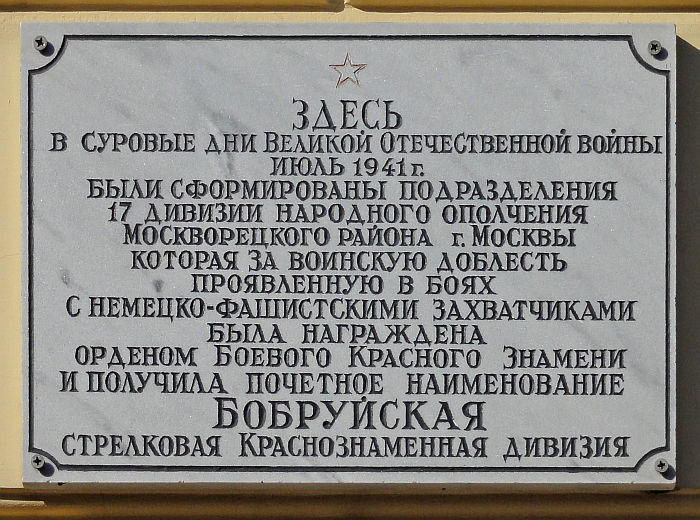 ЗДЕСЬ
В СУРОВЫЕ ДНИ ВЕЛИКОЙ ОТЕЧЕСТВЕННОЙ ВОЙНЫ
ИЮЛЬ 1941 г.
БЫЛИ СФОРМИРОВАНЫ ПОДРАЗДЕЛЕНИЯ
17 ДИВИЗИИ НАРОДНОГО ОПОЛЧЕНИЯ
МОСКВОРЕЦКОГО РАЙОНА г. МОСКВЫ
КОТОРАЯ ЗА ВОИНСКУЮ ДОБЛЕСТЬ
ПРОЯВЛЕННУЮ В БОЯХ
С НЕМЕЦКО-ФАШИСТСКИМИ ЗАХВАТЧИКАМИ
БЫЛА НАГРАЖДЕНА
ОРДЕНОМ БОЕВОГО КРАСНОГО ЗНАМЕНИ
И ПОЛУЧИЛА ПОЧЕТНОЕ НАИМЕНОВАНИЕ
БОБРУЙСКАЯ
СТРЕЛКОВАЯ КРАСНОЗНАМЕННАЯ ДИВИЗИЯ